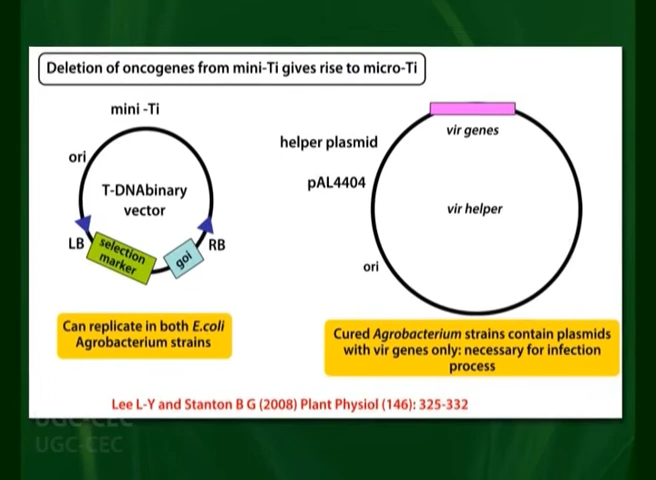 Deletion of oncogenes from mini-Ti gives rise to micro-Ti
mini -Ti
ori
T-DNAbinary
vector
LB
selection
marker
goi
RB
Can replicate in both E.coli
Agrobacterium strains
helper plasmid
pAL4404
ori
vir genes
vir helper
Cured Agrobacterium strains contain plasmids
with vir genes only: necessary for infection
process
Lee L-Y and Stanton B G (2008) Plant Physiol (146): 325-332
UGC-CEC
UGC-CEC